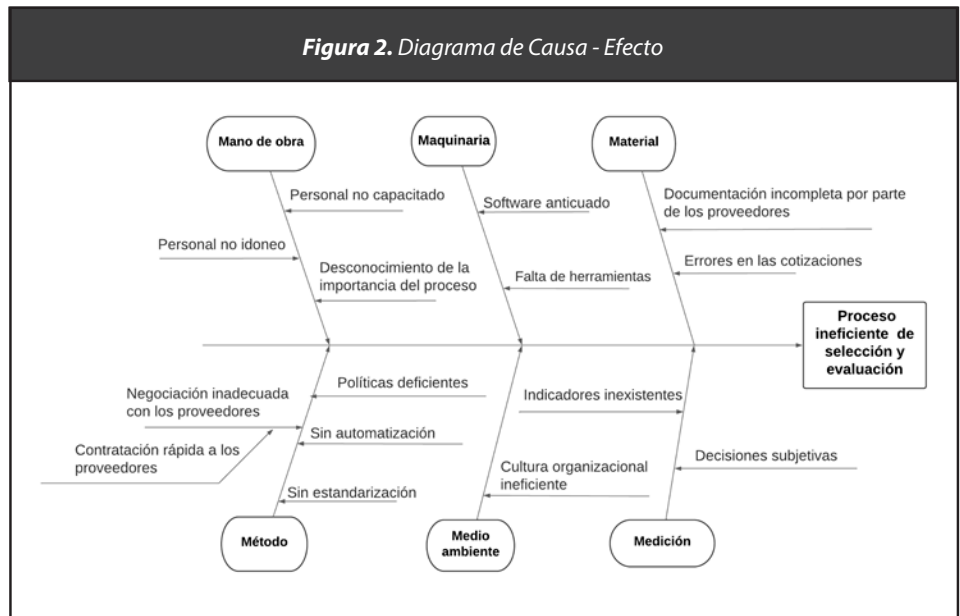 Figura 2. Diagrama de Causa - Efecto
Mano de obra
Maquinaria
Material
Personal no capacitado
Personal no idoneo
Desconocimiento de la
importancia del proceso
Software anticuado
Falta de herramientas
Documentación incompleta por parte
de los proveedores
Errores en las cotizaciones
Proceso
ineficiente de
selección y
evaluación
Políticas deficientes
Negociación inadecuada
con los proveedores
Sin automatización
Contratación rápida a los
proveedores
Sin estandarización
Indicadores inexistentes
Cultura organizacional
ineficiente
Decisiones subjetivas
Método
Medio
ambiente
Medición